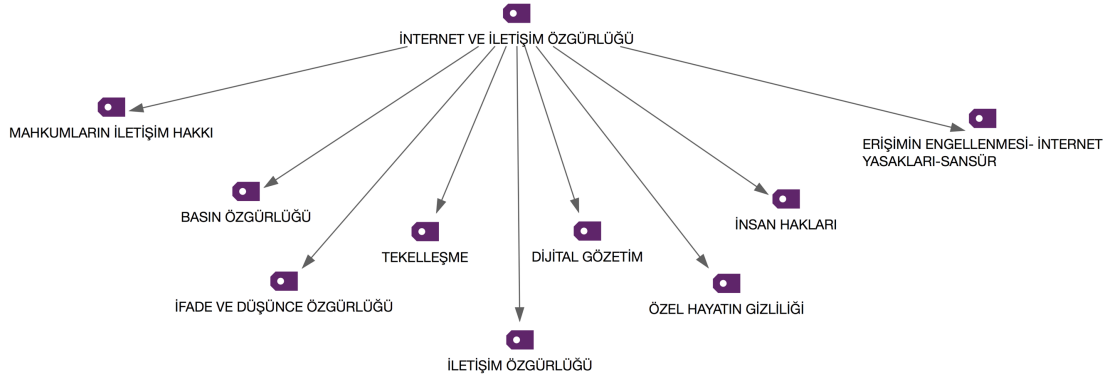 İNTERNET VE İLETİŞİM ÖZGÜRLÜĞÜ
MAHKUMLARIN İLETİŞİM HAKKI
ERİŞİMİN ENGELLENMESİ- İNTERNET
YASAKLARI-SANSÜR
BASIN ÖZGÜRLÜĞÜ
İNSAN HAKLARI
TEKELLEŞME
DİJİTAL GÖZETİM
İFADE VE DÜŞÜNCE ÖZGÜRLÜĞÜ
ÖZEL HAYATIN GİZLİLİĞİ
İLETİŞİM ÖZGÜRLÜĞÜ